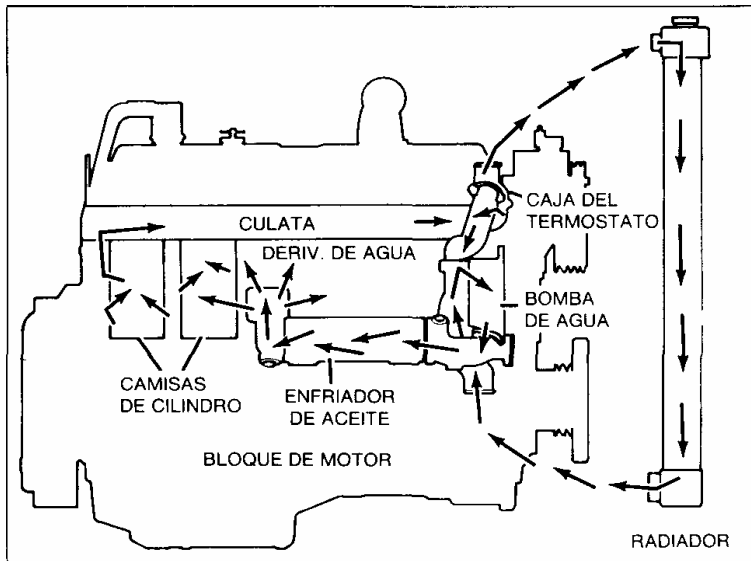 CULATA
CAJA DEL
TERMOSTATO
DERIV. DE AGUA
BOMBA
DE AGUA
CAMISAS
DE CILINDRO
ENFRIADOR
DE ACEITE
BLOQUE DE MOTOR
RADIADOR